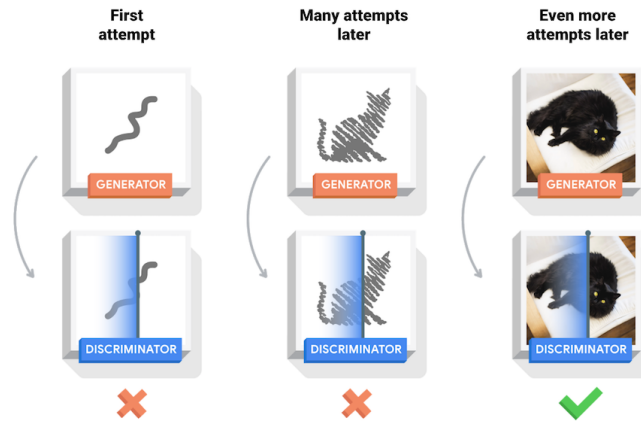 First
attempt
Many attempts
later
Even more
attempts later
GENERATOR
GENERATOR
GENERATOR
DISCRIMINATOR
DISCRIMINATOR
DISCRIMINATOR